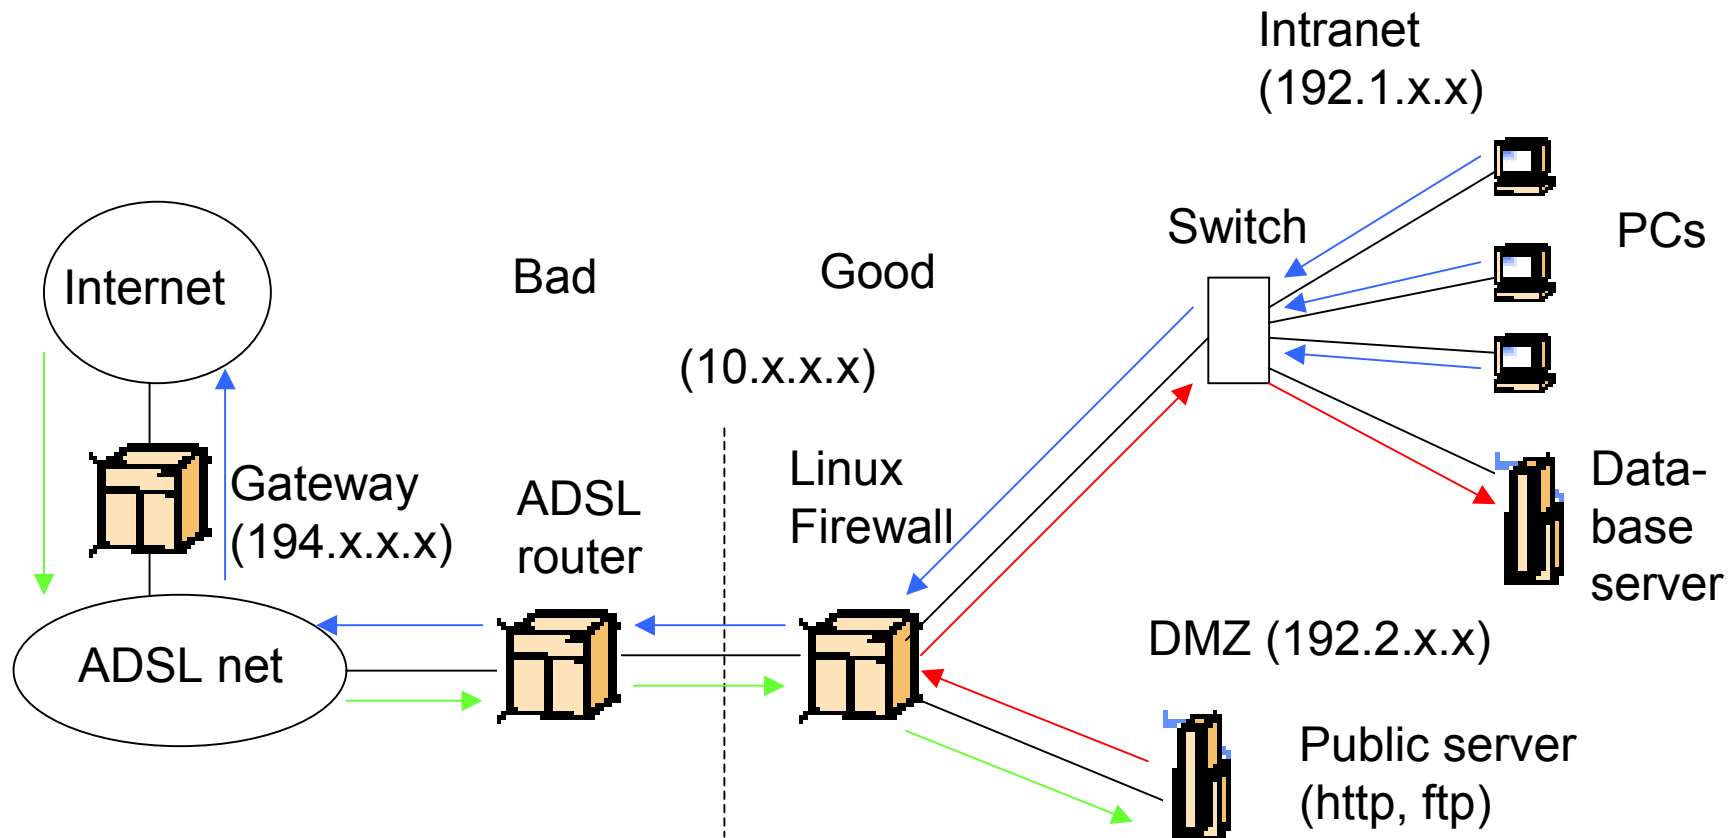 Intranet
(192.1.x.x)
Switch
PCs
Internet
Bad
Good
(10.x.x.x)
Gateway
(194.x.x.x)
ADSL
router
Linux
Firewall
Data-
base
server
ADSL net
DMZ (192.2.x.x)
Public server
(http, ftp)